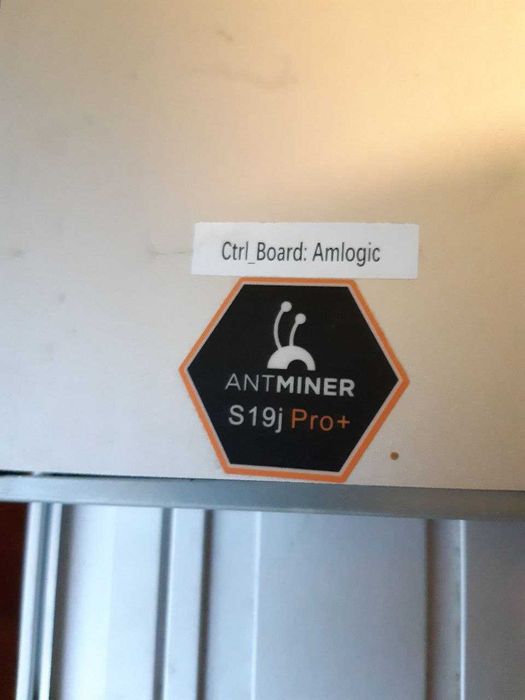 Ctrl_Board: Amlogic
ANTMINER
S19j Pro+